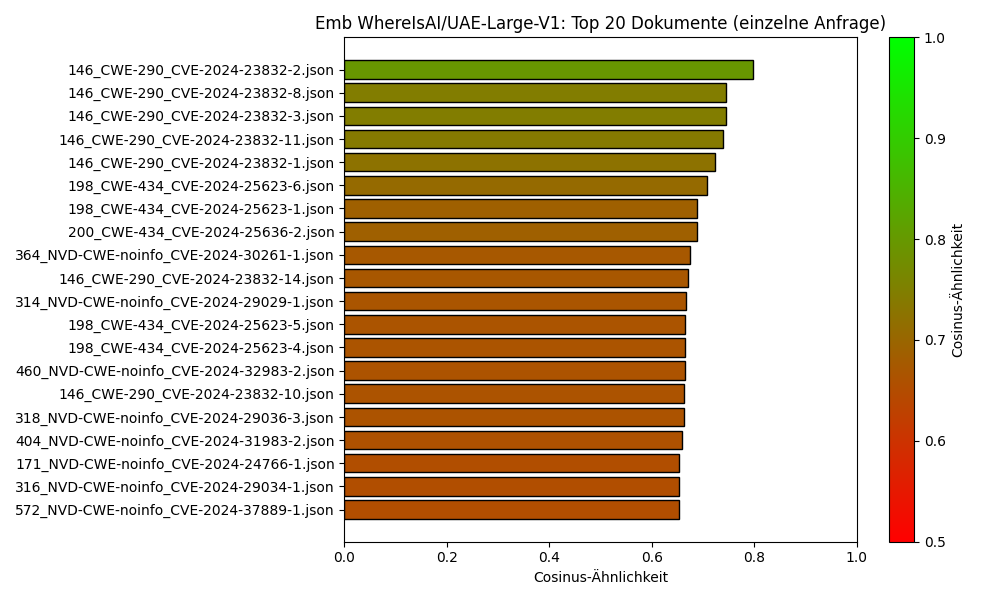 Emb WhereIsAI/UAE-Large-V1: Top 20 Dokumente (einzelne Anfrage)
146_CWE-290_CVE-2024-23832-2.json
146_CWE-290_CVE-2024-23832-8.json
146_CWE-290_CVE-2024-23832-3.json
146_CWE-290_CVE-2024-23832-11.json
146_CWE-290_CVE-2024-23832-1.json
198_CWE-434_CVE-2024-25623-6.json
198_CWE-434_CVE-2024-25623-1.json
200_CWE-434_CVE-2024-25636-2.json
364_NVD-CWE-noinfo_CVE-2024-30261-1.json
146_CWE-290_CVE-2024-23832-14.json
314_NVD-CWE-noinfo_CVE-2024-29029-1.json
198_CWE-434_CVE-2024-25623-5.json
198_CWE-434_CVE-2024-25623-4.json
460_NVD-CWE-noinfo_CVE-2024-32983-2.json
146_CWE-290_CVE-2024-23832-10.json
318_NVD-CWE-noinfo_CVE-2024-29036-3.json
404_NVD-CWE-noinfo_CVE-2024-31983-2.json
171_NVD-CWE-noinfo_CVE-2024-24766-1.json
316_NVD-CWE-noinfo_CVE-2024-29034-1.json
572_NVD-CWE-noinfo_CVE-2024-37889-1.json
0.0 0.2 0.4 0.6 0.8 1.0
Cosinus-Ähnlichkeit
1.0
0.9
0.8
0.7
0.6
0.5
Cosinus-Ähnlichkeit